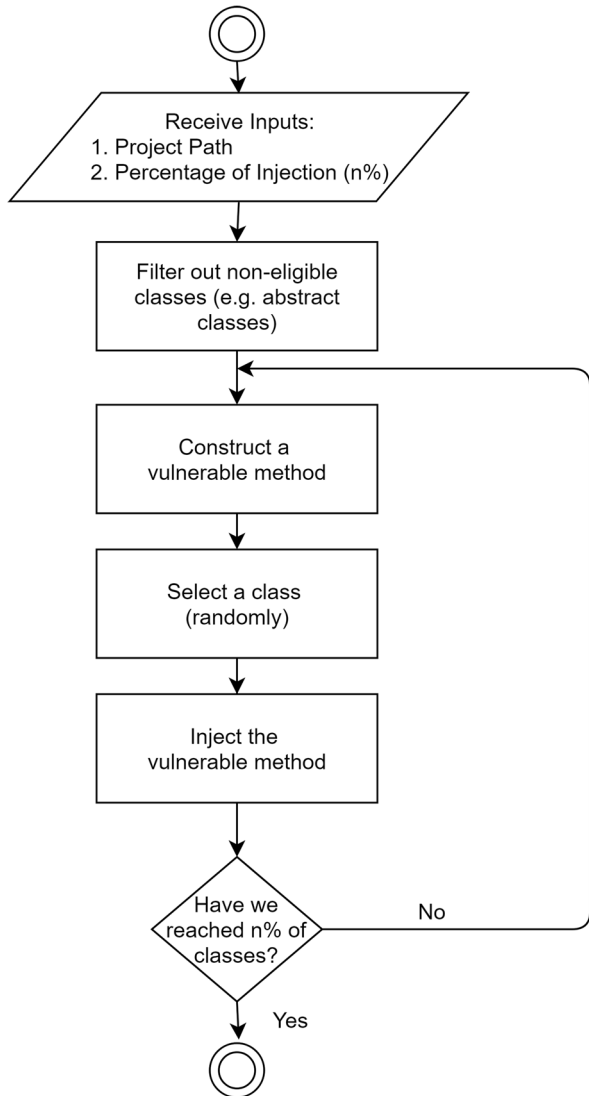 Receive Inputs:
1. Project Path
2. Percentage of Injection (n%)
Filter out non-eligible
classes (e.g. abstract
classes)
Construct a
vulnerable method
Select a class
(randomly)
Inject the
vulnerable method
Have we
reached n% of
classes?
No
Yes